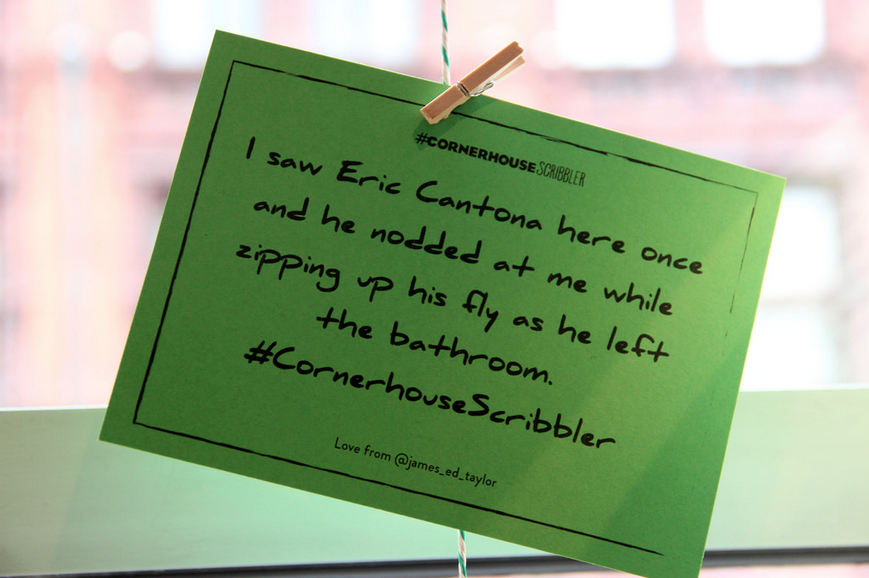 #CORNERHOUSESCRIBBLER
I saw Eric Cantona here once
and he nodded at me while
zipping up his fly as he left
the bathroom.
#CornerhouseScribbler
Love from @james_ed_taylor